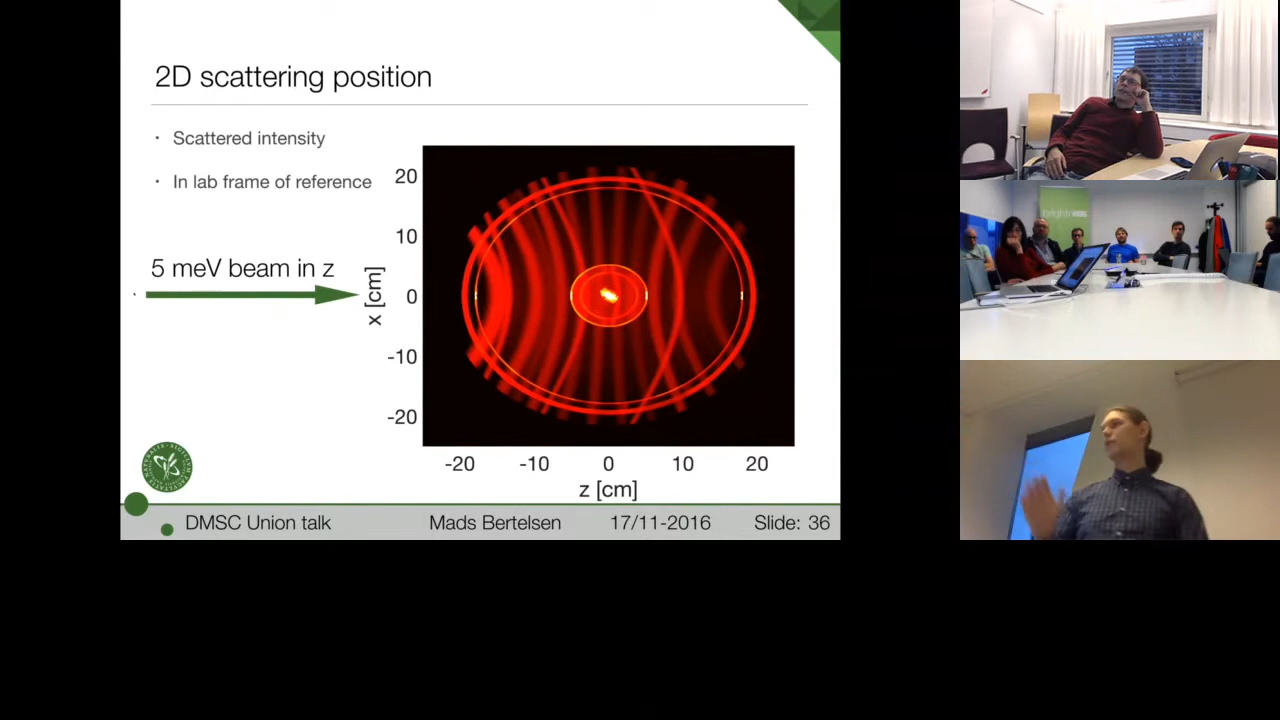 2D scattering position
· Scattered intensity
· In lab frame of reference
5 meV beam in z
x [cm]
20
10
0
-10
-20
-20 -10 0 10 20
z [cm]
DMSC Union talk Mads Bertelsen 17/11-2016 Slide: 36